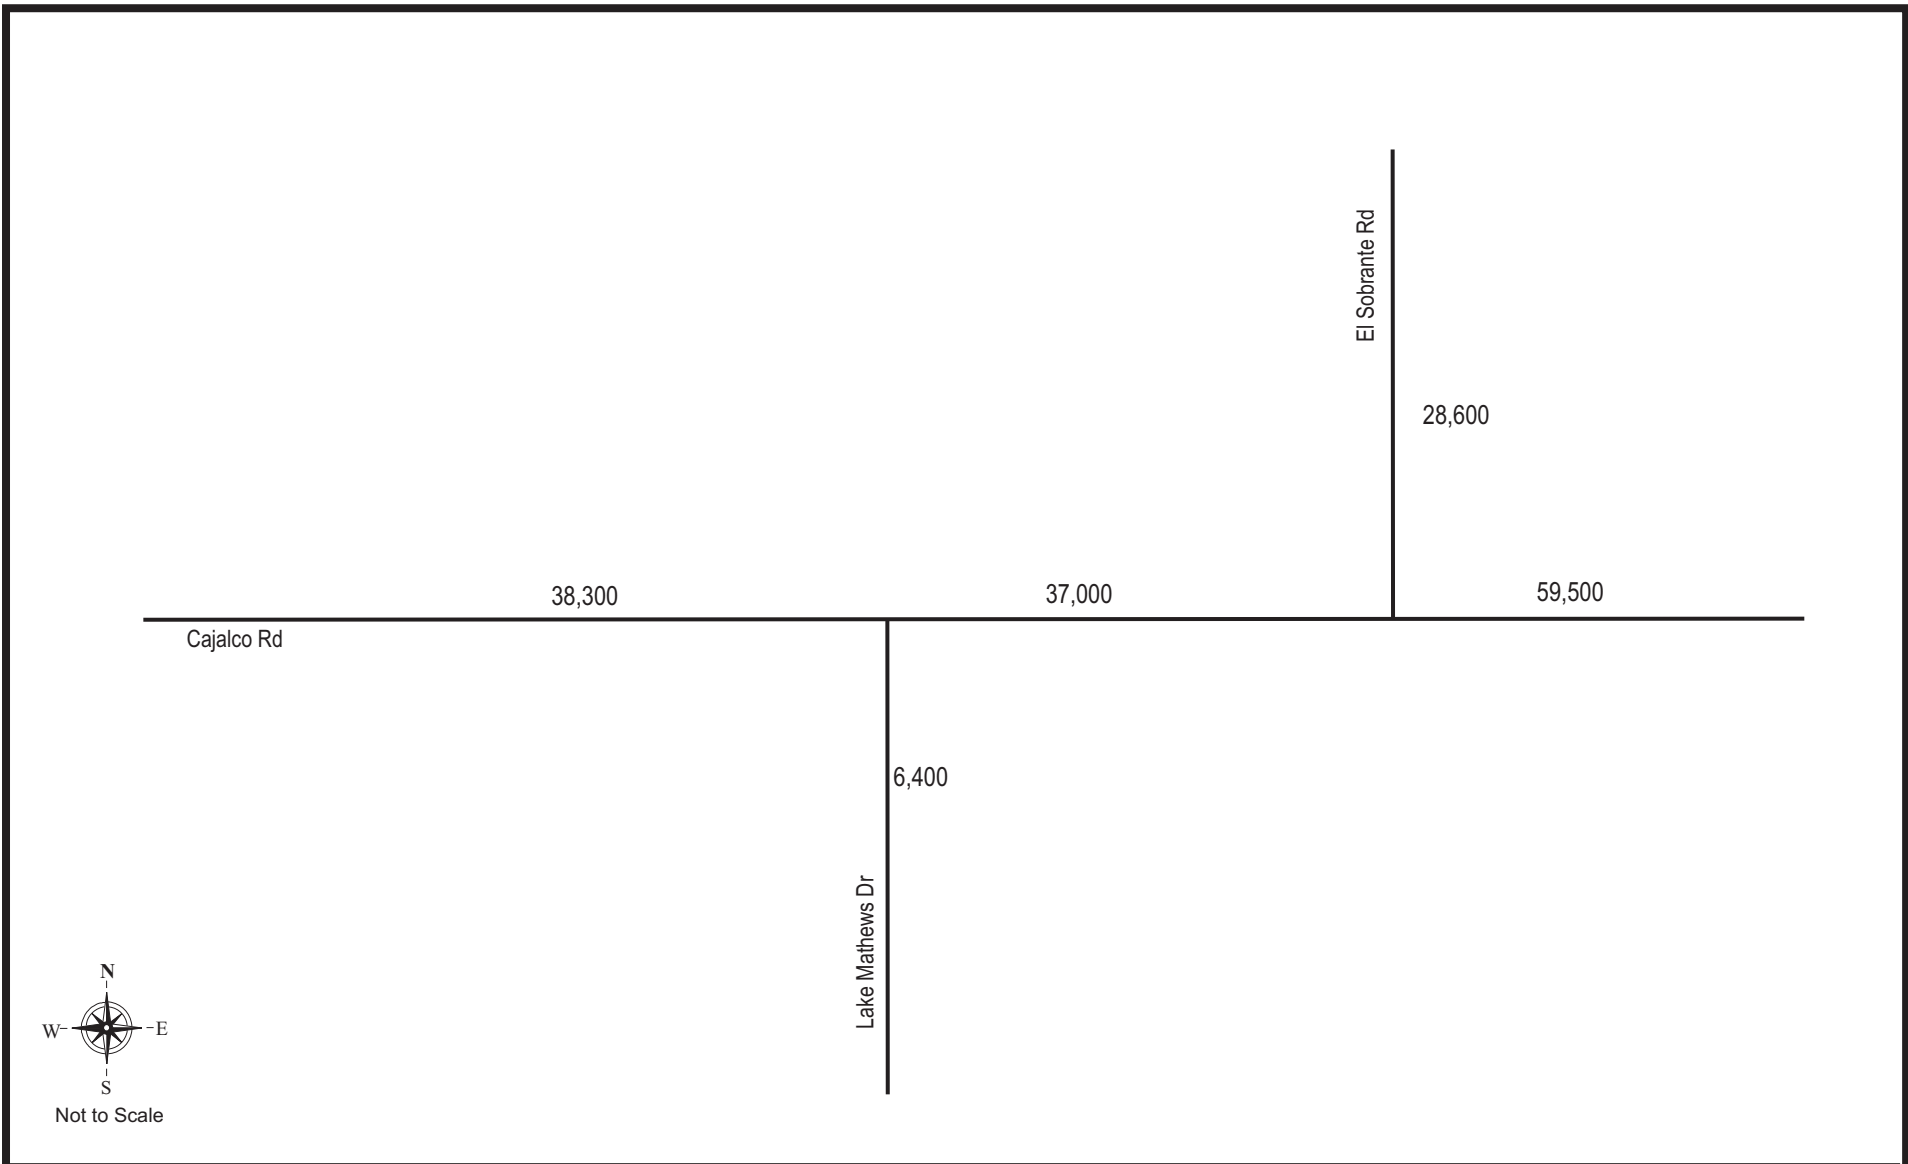 El Sobrante Rd
28,600
38,300
37,000
59,500
Cajalco Rd
6,400
Lake Mathews Dr
N
W
E
S
Not to Scale